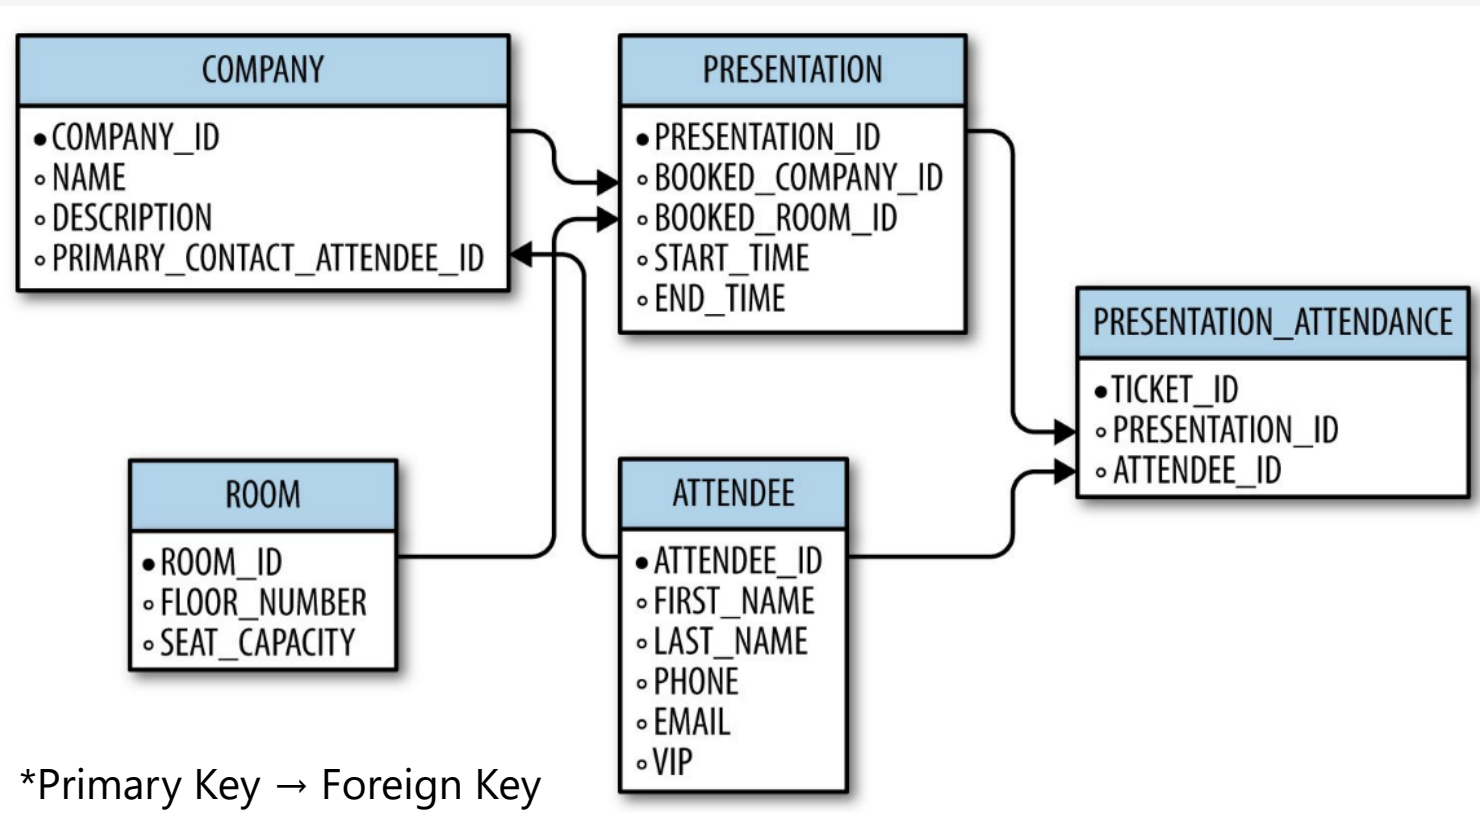 COMPANY
• COMPANY_ID
∘ NAME
∘ DESCRIPTION
∘ PRIMARY_CONTACT_ATTENDEE_ID
PRESENTATION
• PRESENTATION_ID
∘ BOOKED_COMPANY_ID
∘ BOOKED_ROOM_ID
∘ START_TIME
∘ END_TIME
PRESENTATION_ATTENDANCE
• TICKET_ID
∘ PRESENTATION_ID
∘ ATTENDEE_ID
ROOM
• ROOM_ID
∘ FLOOR_NUMBER
∘ SEAT_CAPACITY
ATTENDEE
• ATTENDEE_ID
∘ FIRST_NAME
∘ LAST_NAME
∘ PHONE
∘ EMAIL
∘ VIP
*Primary Key → Foreign Key